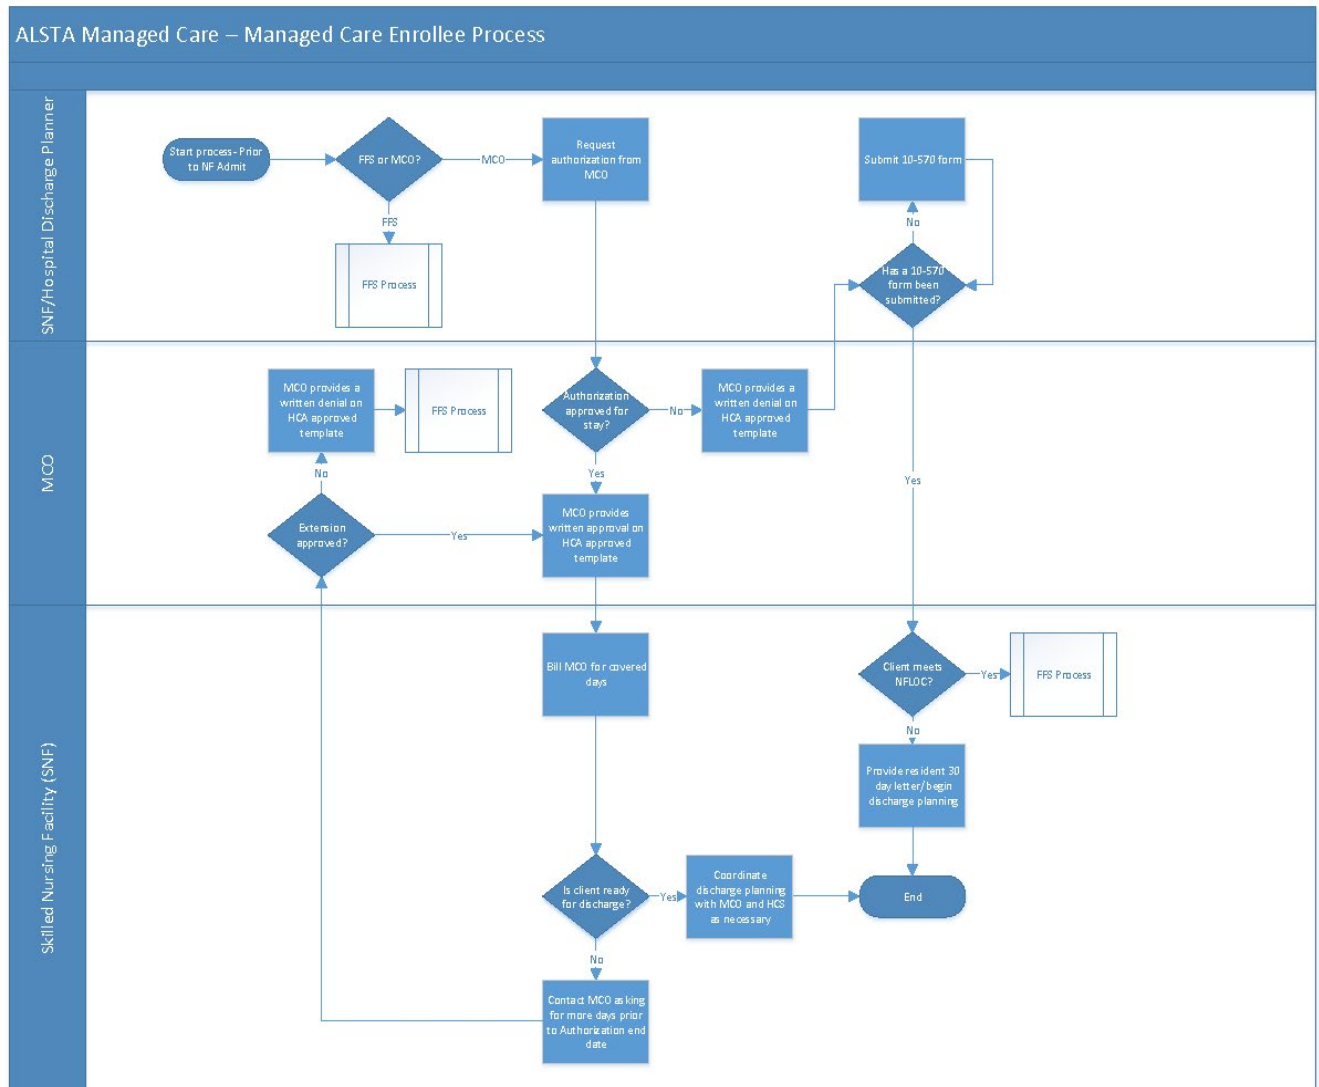 ALSTA Managed Care – Managed Care Enrollee Process
SNF/Hospital Discharge Planner
Start process- Prior
to NF Admit
FFS or MCO?
MCO
Request
authorization from
MCO
FFS
FFS Process
Submit 10-570 form
No
Has a 10-570
form been
submitted?
MCO
MCO provides a
written denial on
HCA approved
template
FFS Process
Authorization
approved for
stay?
No
MCO provides a
written denial on
HCA approved
template
No
Yes
Yes
Extension
approved?
Yes
MCO provides
written approval on
HCA approved
template
Skilled Nursing Facility (SNF)
Bill MCO for covered
days
Client meets
NFLOC?
Yes
FFS Process
No
Provide resident 30
day letter/begin
discharge planning
Is client ready
for discharge?
Yes
Coordinate
discharge planning
with MCO and HCS
as necessary
End
No
Contact MCO asking
for more days prior
to Authorization end
date